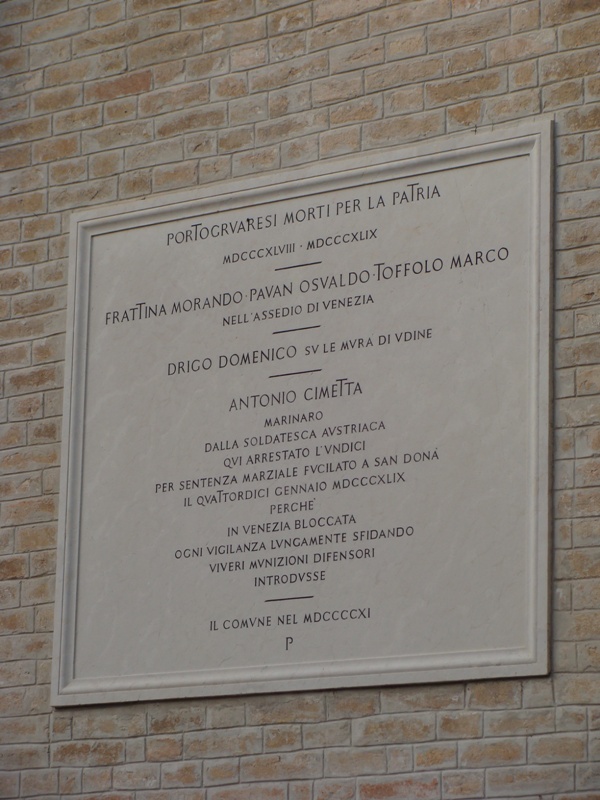 PORTOGRVARESI MORTI PER LA PATRIA
MDCCCXLVIII · MDCCCXLIX
FRATTINA MORANDO · PAVAN OSVALDO · TOFFOLO MARCO
NELL'ASSEDIO DI VENEZIA
DRIGO DOMENICO SV LE MVRA DI VDINE
ANTONIO CIMETTA
MARINARO
DALLA SOLDATESCA AVSTRIACA
QVI ARRESTATO L'VNDICI
PER SENTENZA MARZIALE FVCILATO A SAN DONÁ
IL QVATTORDICI GENNAIO MDCCCXLIX
PERCHE'
IN VENEZIA BLOCCATA
OGNI VIGILANZA LVNGAMENTE SFIDANDO
VIVERI MVNIZIONI DIFENSORI
INTRODVSSE
IL COMVNE NEL MDCCCCXI
P